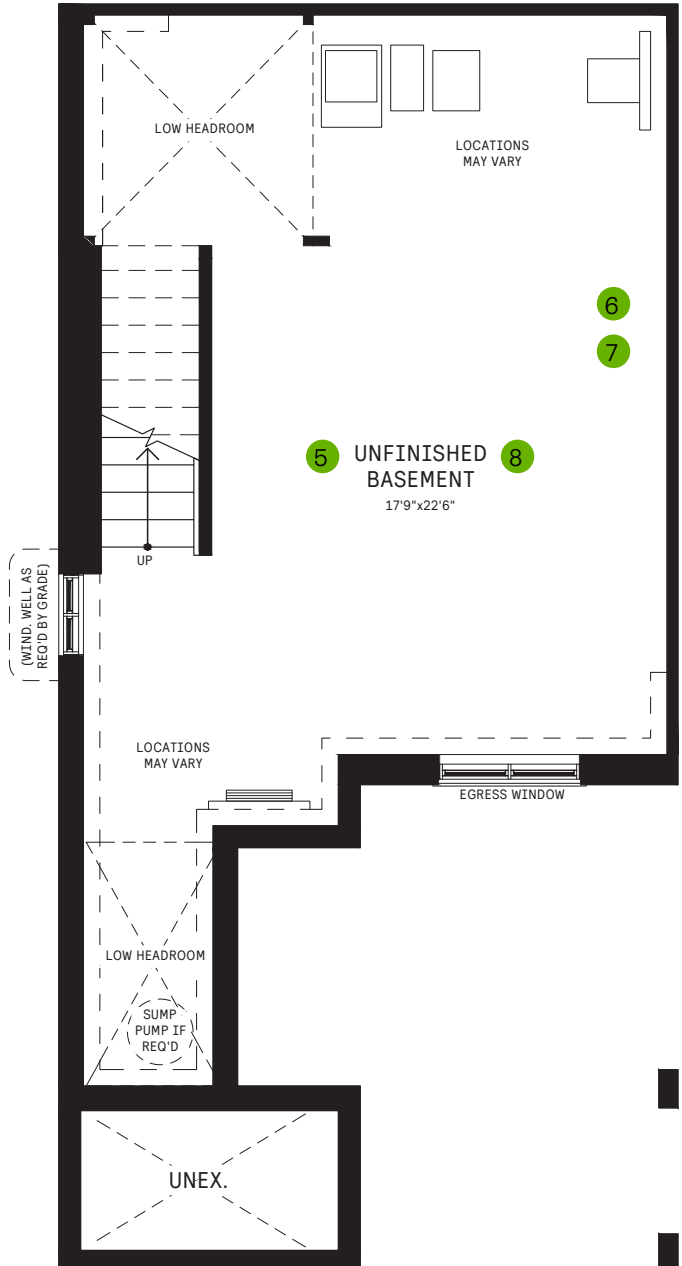 LOW HEADROOM
LOCATIONS
MAY VARY
6
7
5
UNFINISHED
BASEMENT
17'9"x22'6"
8
UP
(WIND. WELL AS
REQ'D BY GRADE)
LOCATIONS
MAY VARY
EGRESS WINDOW
LOW HEADROOM
SUMP
PUMP IF
REQ'D
UNEX.